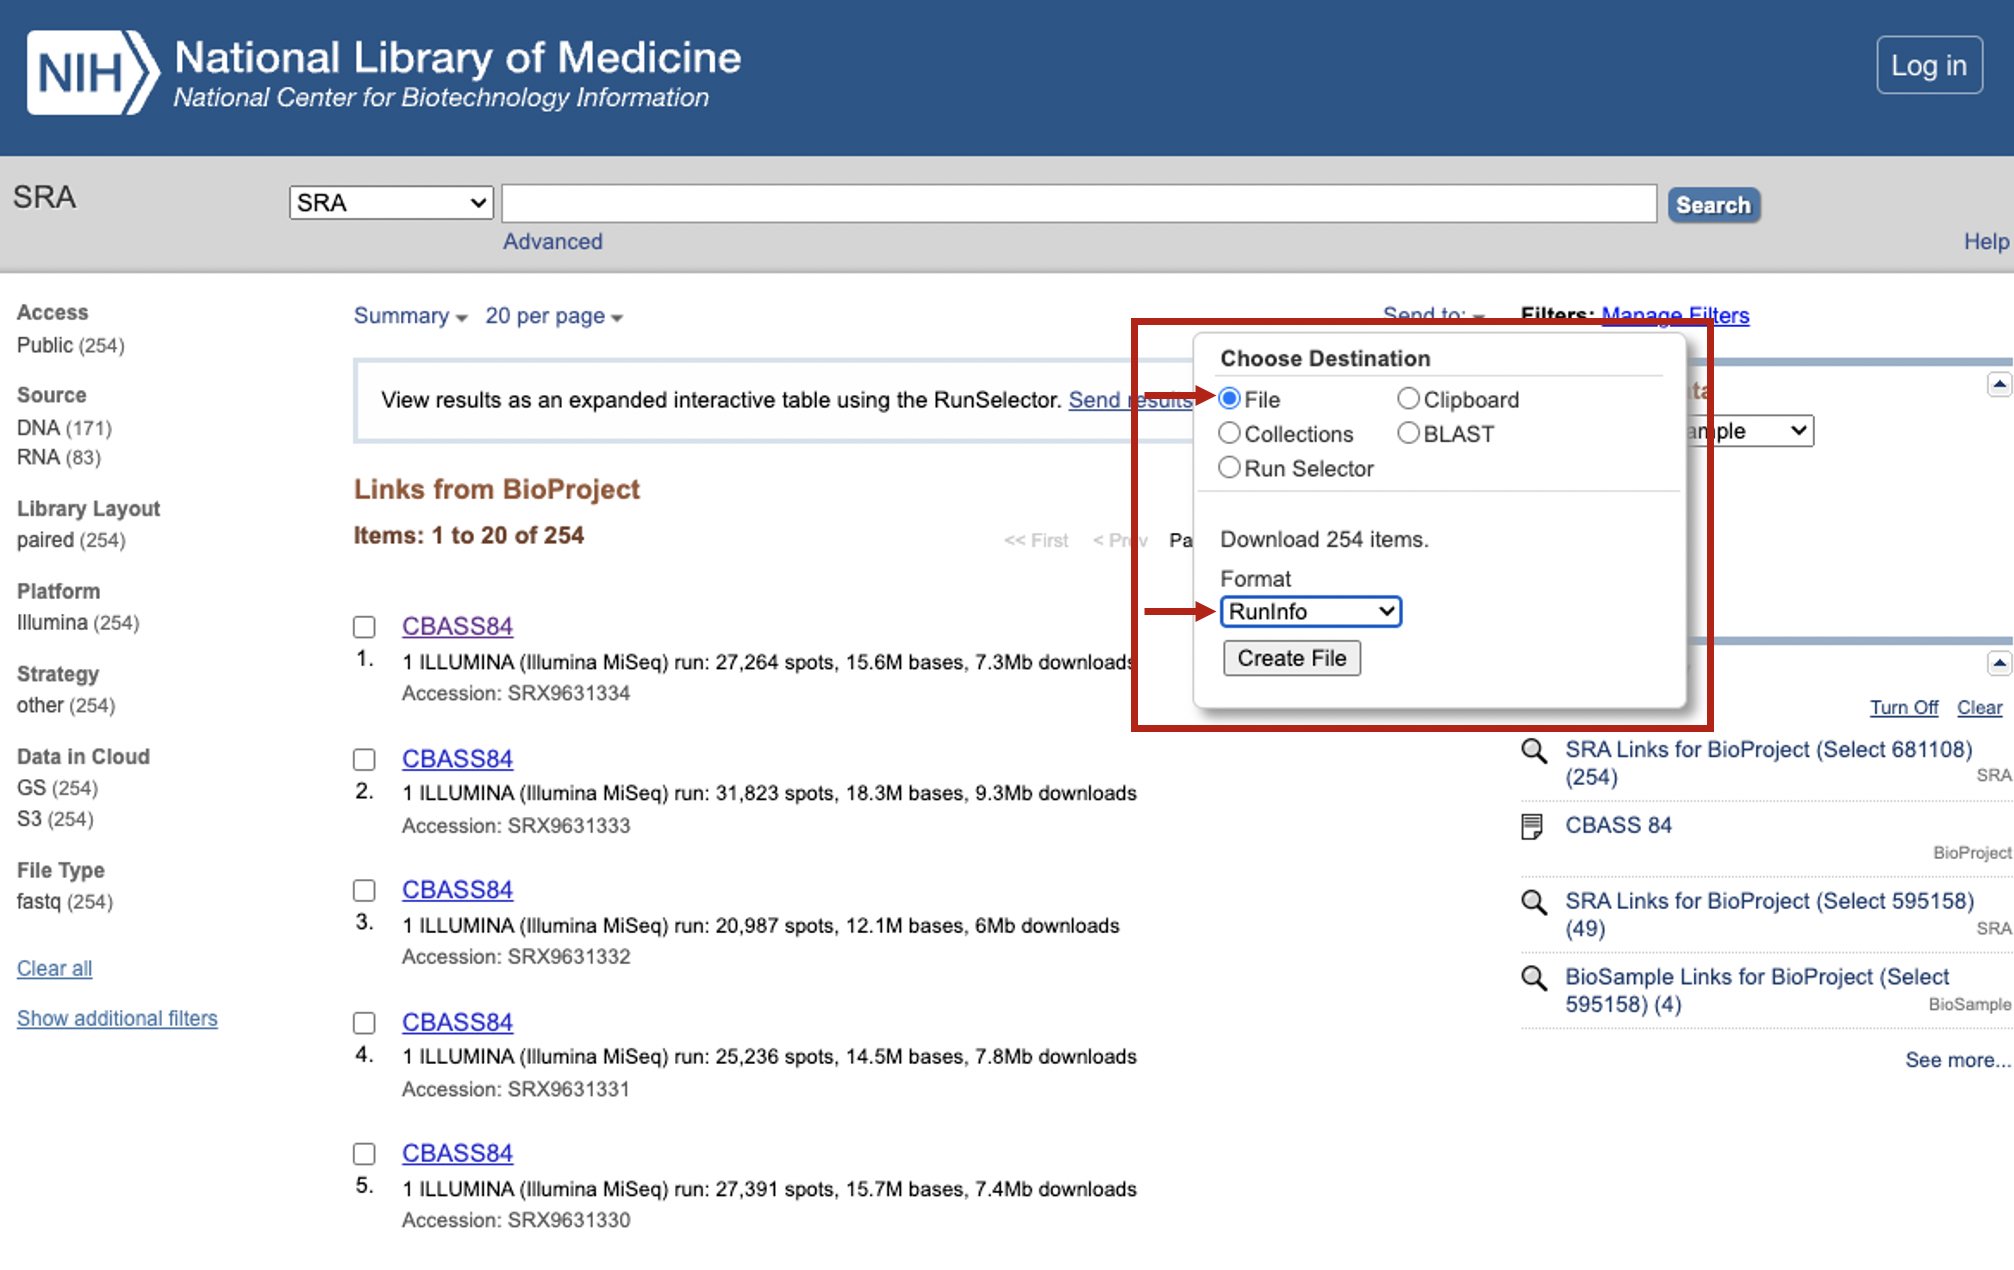 NIH National Library of Medicine
National Center for Biotechnology Information
Log in
SRA
SRA
Search
Advanced
Help
Access
Public (254)
Source
DNA (171)
RNA (83)
Library Layout
paired (254)
Platform
Illumina (254)
Strategy
other (254)
Data in Cloud
GS (254)
S3 (254)
File Type
fastq (254)
Clear all
Show additional filters
Summary 20 per page
Send to:
Filters: Manage Filters
View results as an expanded interactive table using the RunSelector. Send results
Links from BioProject
Items: 1 to 20 of 254
<< First < Prev Pa
CBASS84
1. 1 ILLUMINA (Illumina MiSeq) run: 27,264 spots, 15.6M bases, 7.3Mb downloads
Accession: SRX9631334
CBASS84
2. 1 ILLUMINA (Illumina MiSeq) run: 31,823 spots, 18.3M bases, 9.3Mb downloads
Accession: SRX9631333
CBASS84
3. 1 ILLUMINA (Illumina MiSeq) run: 20,987 spots, 12.1M bases, 6Mb downloads
Accession: SRX9631332
CBASS84
4. 1 ILLUMINA (Illumina MiSeq) run: 25,236 spots, 14.5M bases, 7.8Mb downloads
Accession: SRX9631331
CBASS84
5. 1 ILLUMINA (Illumina MiSeq) run: 27,391 spots, 15.7M bases, 7.4Mb downloads
Accession: SRX9631330
Choose Destination
File Clipboard
Collections BLAST
Run Selector
Download 254 items.
Format
RunInfo
Create File
Turn Off Clear
SRA Links for BioProject (Select 681108)
(254)
SRA
CBASS 84
BioProject
SRA Links for BioProject (Select 595158)
(49)
SRA
BioSample Links for BioProject (Select
595158) (4)
BioSample
See more...